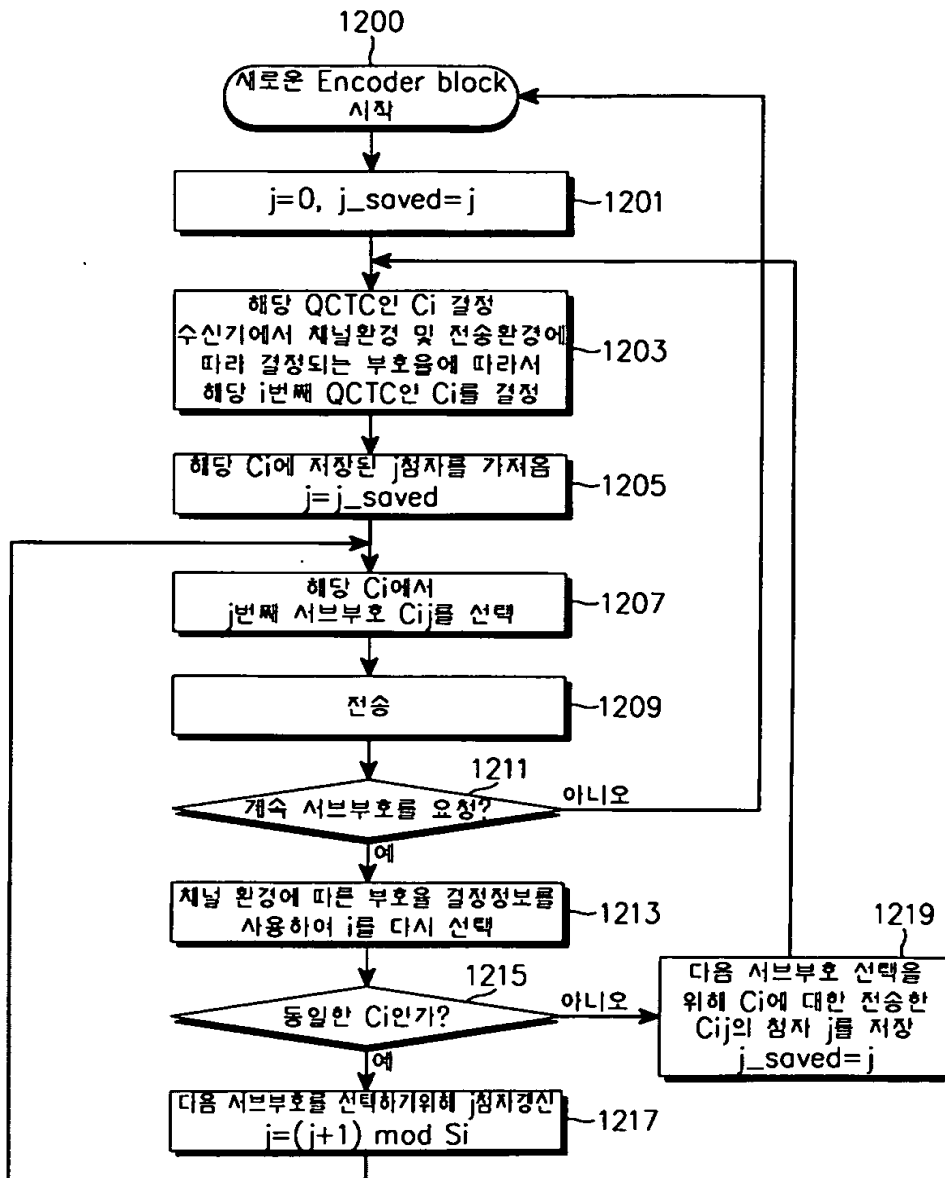 1200
새로운 Encoder block
시작
j=0, j_saved=j
1201
해당 QCTC인 Ci 결정
수신기에서 채널환경 및 전송환경에
따라 결정되는 부호율에 따라서
해당 i번째 QCTC인 Ci를 결정
1203
해당 Ci에 저장된 j첨자를 가져옴
j=j_saved
1205
해당 Ci에서
j번째 서브부호 Cij를 선택
1207
전송
1209
1211
계속 서브부호를 요청?
아니오
예
채널 환경에 따른 부호율 결정정보를
사용하여 i를 다시 선택
1213
1215
동일한 Ci인가?
아니오
예
1219
다음 서브부호 선택을
위해 Ci에 대한 전송한
Cij의 첨자 j를 저장
j_saved=j
다음 서브부호를 선택하기위해 j첨자갱신
j=(j+1) mod Si
1217